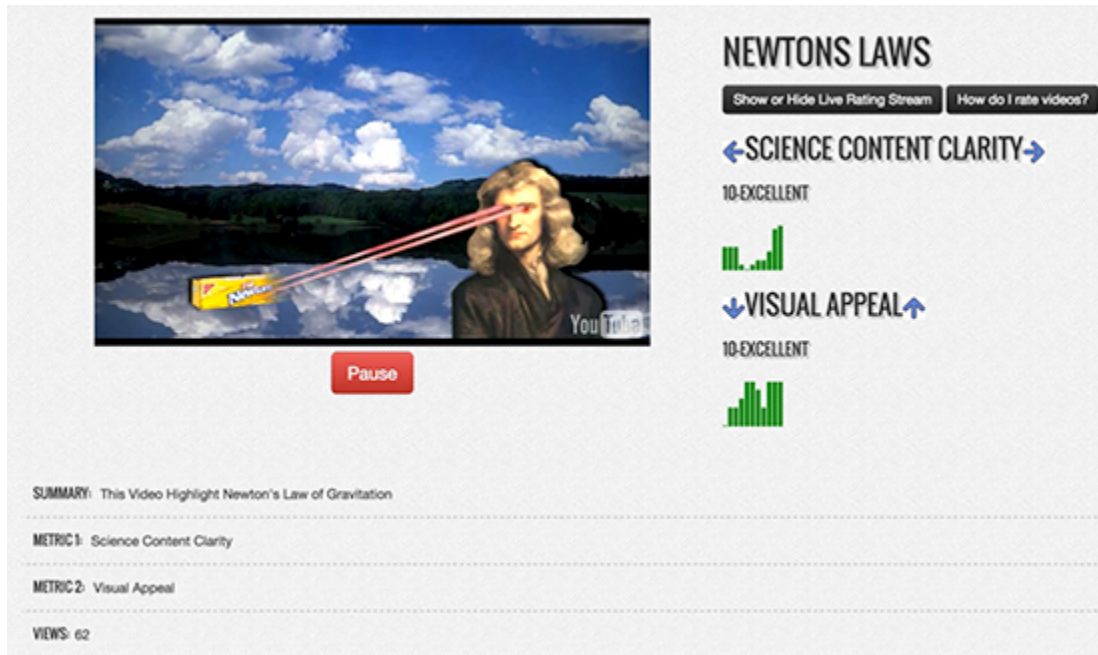 NEWTONS LAWS
Show or Hide Live Rating Stream
How do I rate videos?
SCIENCE CONTENT CLARITY
10-EXCELLENT
VISUAL APPEAL
10-EXCELLENT
Newtons
YouTube
Pause
SUMMARY: This Video Highlight Newton's Law of Gravitation
METRIC 1: Science Content Clarity
METRIC 2: Visual Appeal
VIEWS: 62